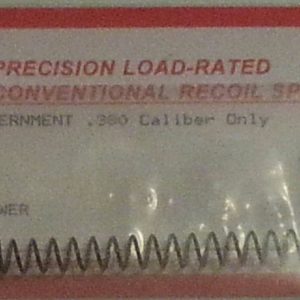 PRECISION LOAD-RATED
CONVENTIONAL RECOIL SP
ERNMENT .380 Caliber Only
WER